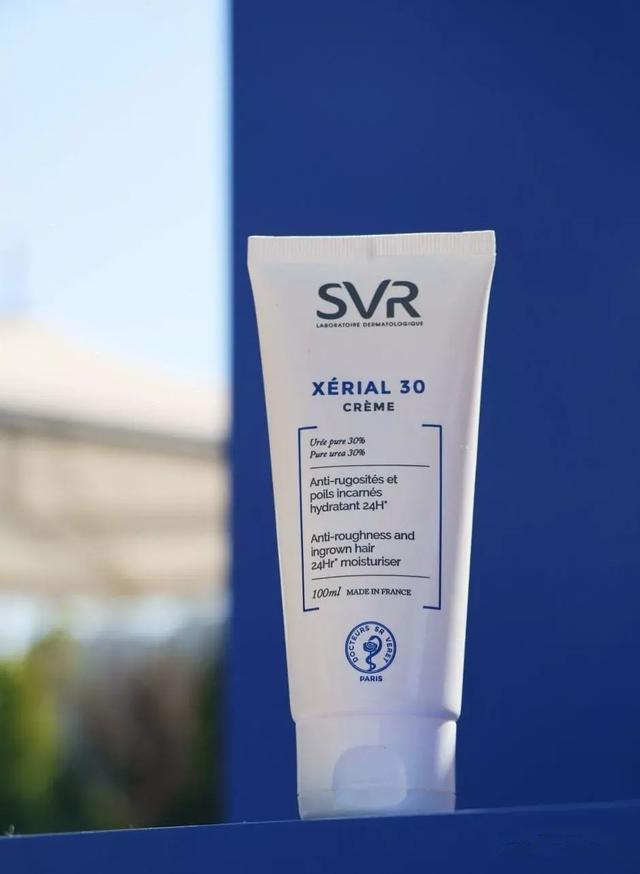 SVR
LABORATOIRE DERMATOLOGIQUE
XÉRIAL 30
CRÈME
Urée pure 30%
Pure urea 30%
Anti-rugosités et
poils incarnés
hydratant 24H*
Anti-roughness and
ingrown hair
24Hr* moisturiser
100ml MADE IN FRANCE
DOCTEURS SR VERET
PARIS